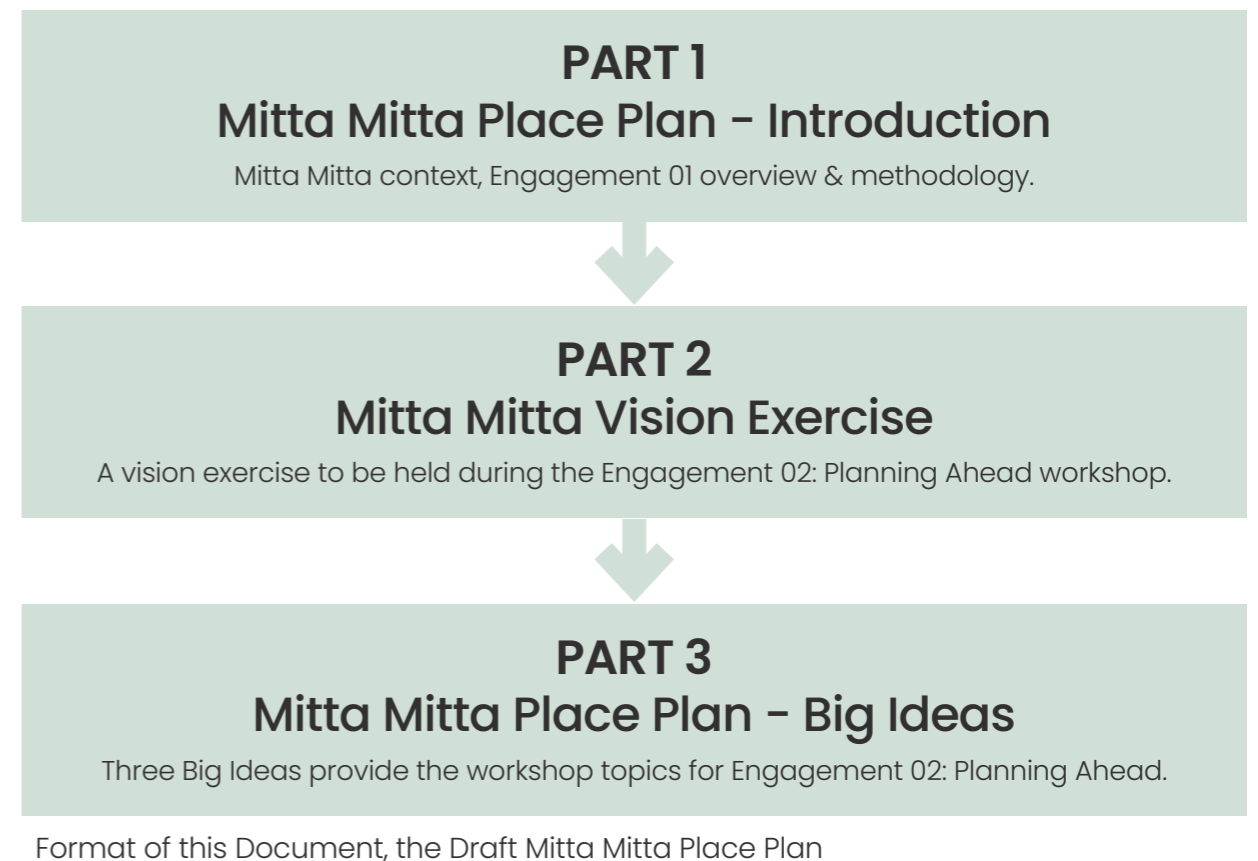 PART 1
Mitta Mitta Place Plan - Introduction
Mitta Mitta context, Engagement 01 overview & methodology.
PART 2
Mitta Mitta Vision Exercise
A vision exercise to be held during the Engagement 02: Planning Ahead workshop.
PART 3
Mitta Mitta Place Plan - Big Ideas
Three Big Ideas provide the workshop topics for Engagement 02: Planning Ahead.
Format of this Document, the Draft Mitta Mitta Place Plan